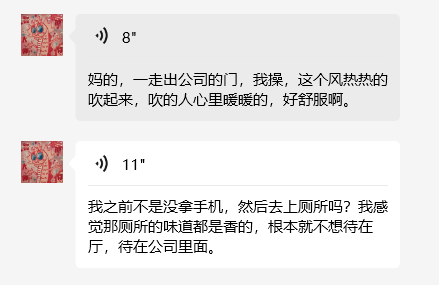 8"
妈的，一走出公司的门，我操，这个风热热的
吹起来，吹的人心里暖暖的，好舒服啊。
11"
我之前不是没拿手机，然后去上厕所吗？我感
觉那厕所的味道都是香的，根本就不想待在
厅，待在公司里面。